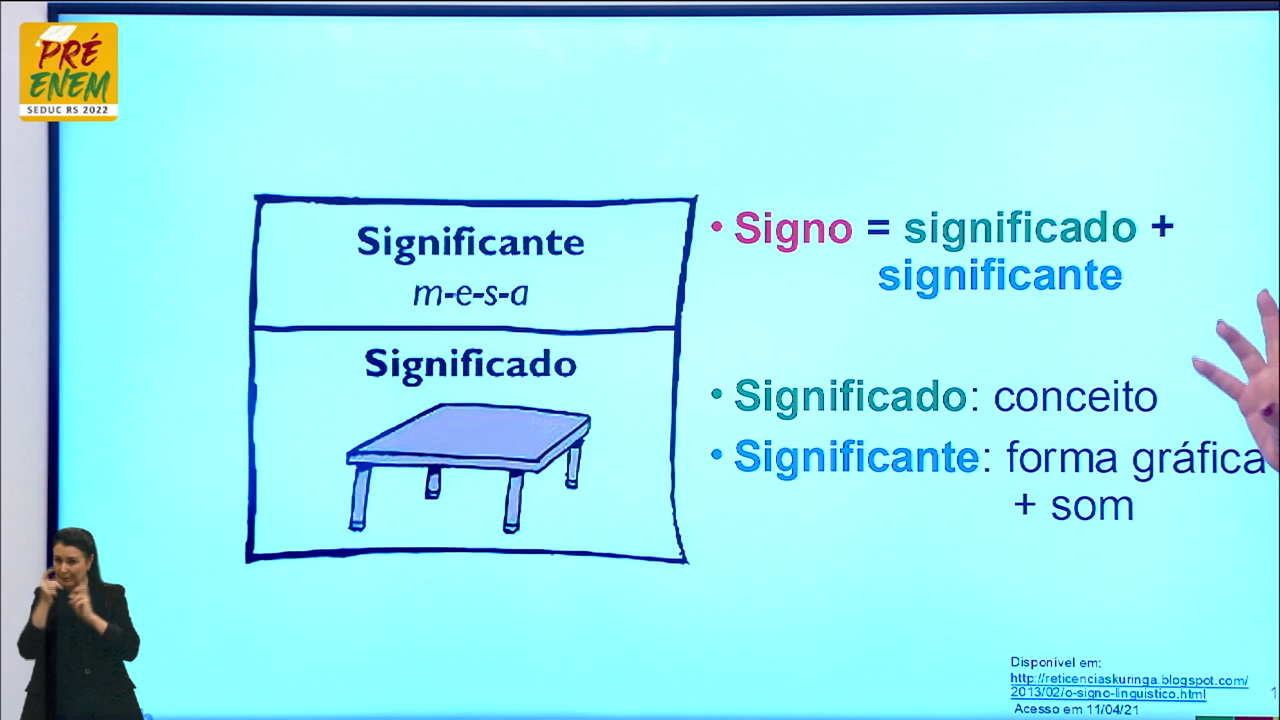 PRÉ
ENEM
SEDUC RS 2022
Significante
m-e-s-a
Significado
• Signo = significado +
significante
• Significado: conceito
• Significante: forma gráfica
+ som
Disponível em:
http://reticenciaskuringa.blogspot.com/
2013/02/o-signo-linguistico.html
Acesso em 11/04/21